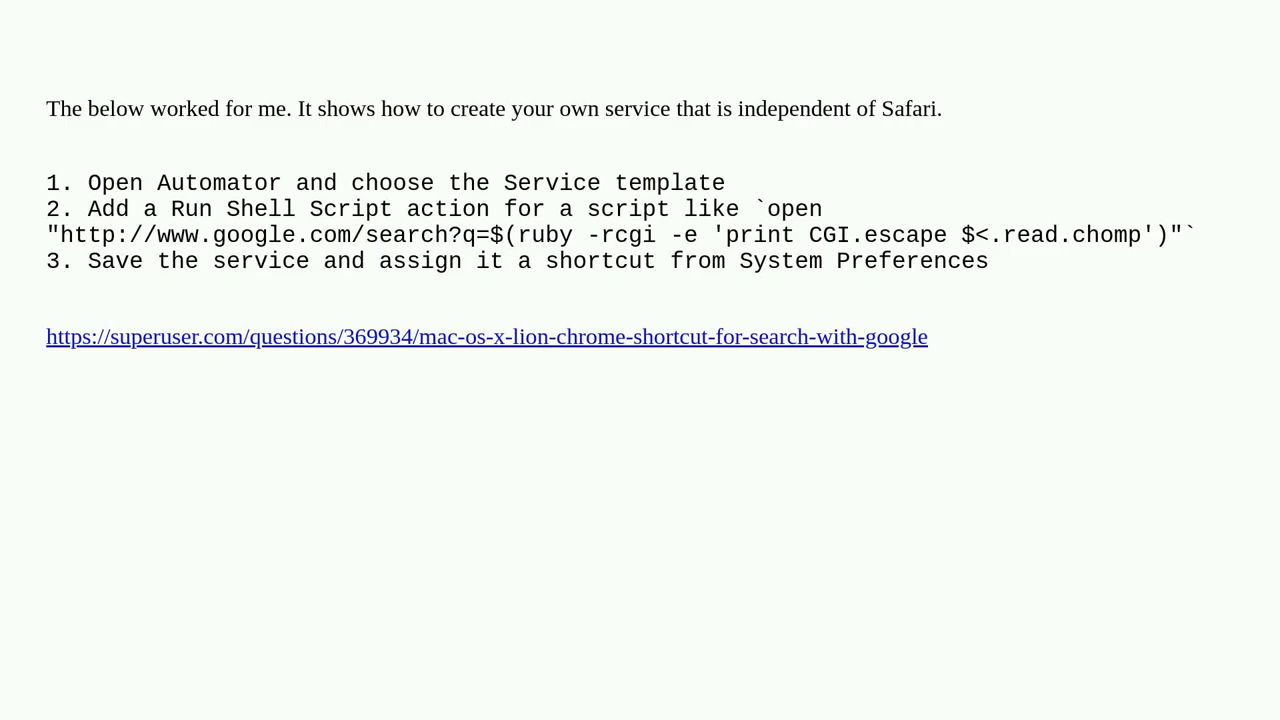 The below worked for me. It shows how to create your own service that is independent of Safari.
1. Open Automator and choose the Service template
2. Add a Run Shell Script action for a script like `open
"http://www.google.com/search?q=$(ruby -rcgi -e 'print CGI.escape $<.read.chomp')"`
3. Save the service and assign it a shortcut from System Preferences
https://superuser.com/questions/369934/mac-os-x-lion-chrome-shortcut-for-search-with-google